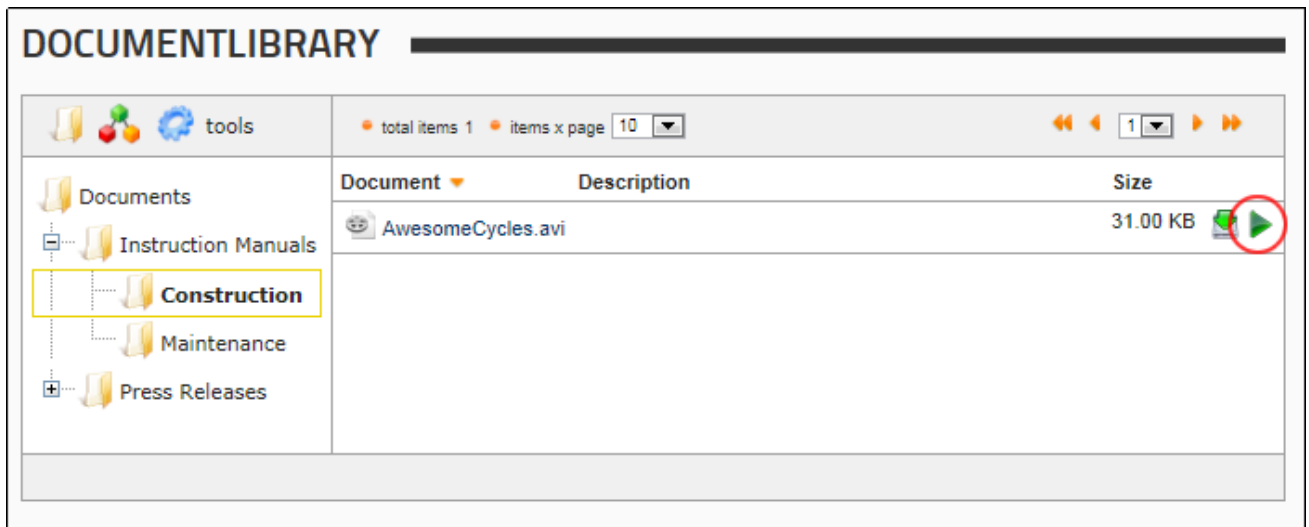 DOCUMENTLIBRARY
tools
total items 1 items x page 10
1
Documents
Instruction Manuals
Construction
Maintenance
Press Releases
Document Description Size
AwesomeCycles.avi 31.00 KB